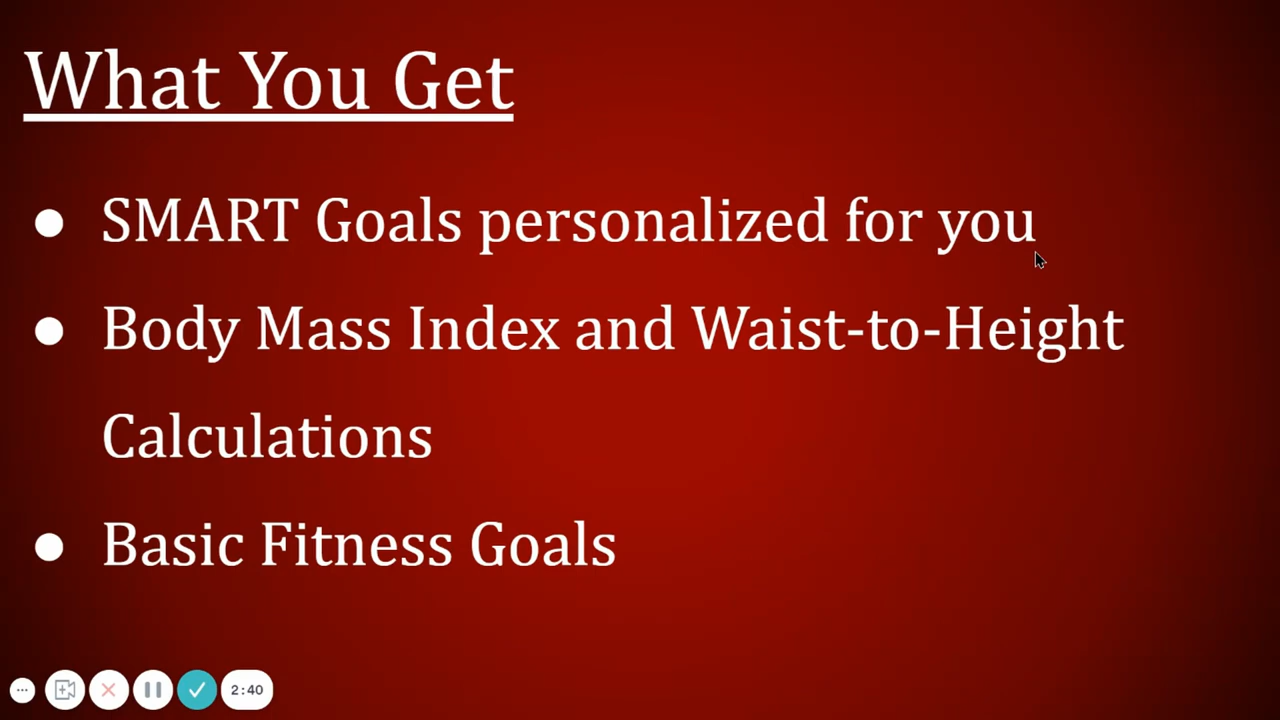 What You Get
● SMART Goals personalized for you
● Body Mass Index and Waist-to-Height
Calculations
● Basic Fitness Goals
2:40